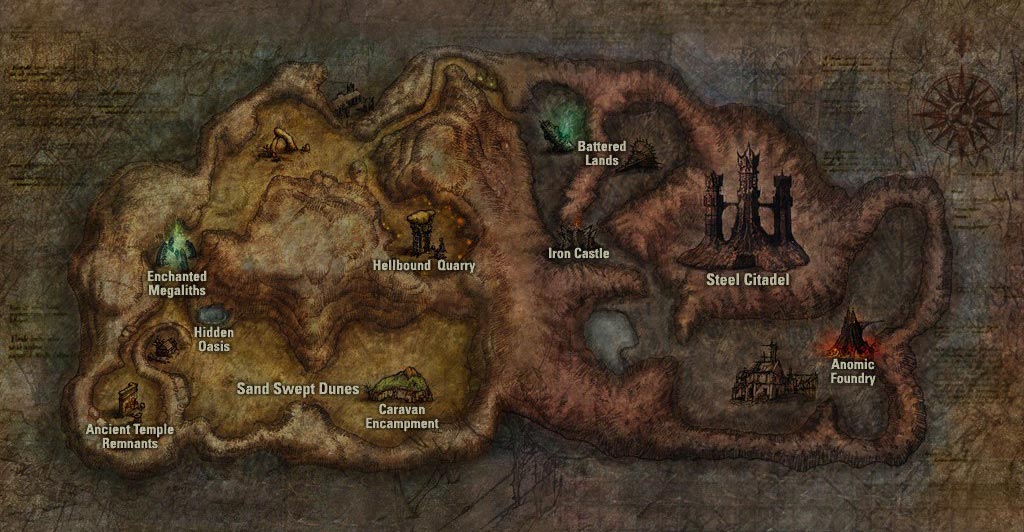 Battered
Lands
Iron Castle
Hellbound Quarry
Steel Citadel
Enchanted
Megaliths
Hidden
Oasis
Anomic
Foundry
Sand Swept Dunes
Caravan
Encampment
Ancient Temple
Remnants